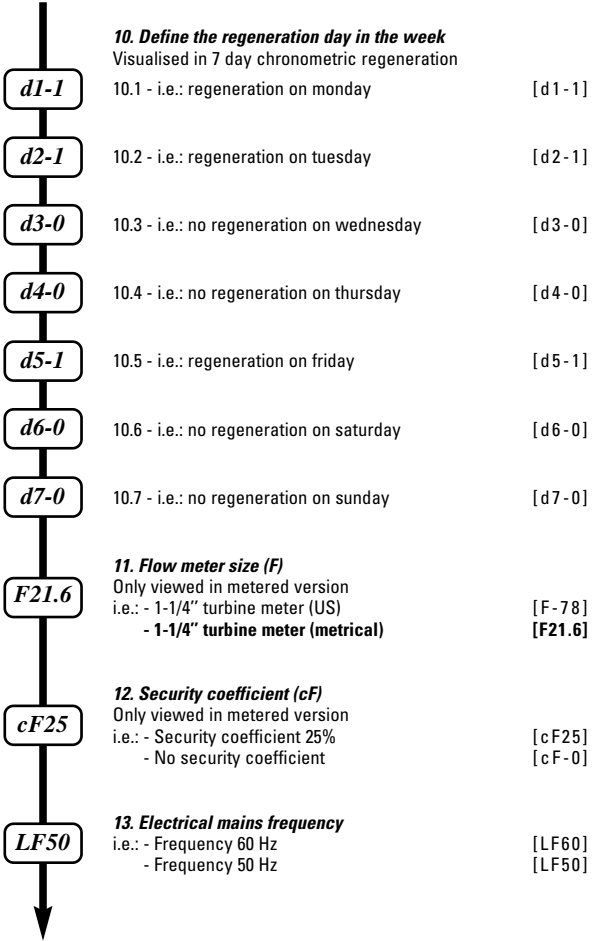 10. Define the regeneration day in the week
Visualised in 7 day chronometric regeneration
d1-1 10.1 - i.e.: regeneration on monday [d1-1]
d2-1 10.2 - i.e.: regeneration on tuesday [d2-1]
d3-0 10.3 - i.e.: no regeneration on wednesday [d3-0]
d4-0 10.4 - i.e.: no regeneration on thursday [d4-0]
d5-1 10.5 - i.e.: regeneration on friday [d5-1]
d6-0 10.6 - i.e.: no regeneration on saturday [d6-0]
d7-0 10.7 - i.e.: no regeneration on sunday [d7-0]
11. Flow meter size (F)
F21.6 Only viewed in metered version
i.e.: - 1-1/4" turbine meter (US) [F-78]
- 1-1/4" turbine meter (metrical) [F21.6]
12. Security coefficient (cF)
cF25 Only viewed in metered version
i.e.: - Security coefficient 25% [cF25]
- No security coefficient [cF-0]
13. Electrical mains frequency
LF50 i.e.: - Frequency 60 Hz [LF60]
- Frequency 50 Hz [LF50]